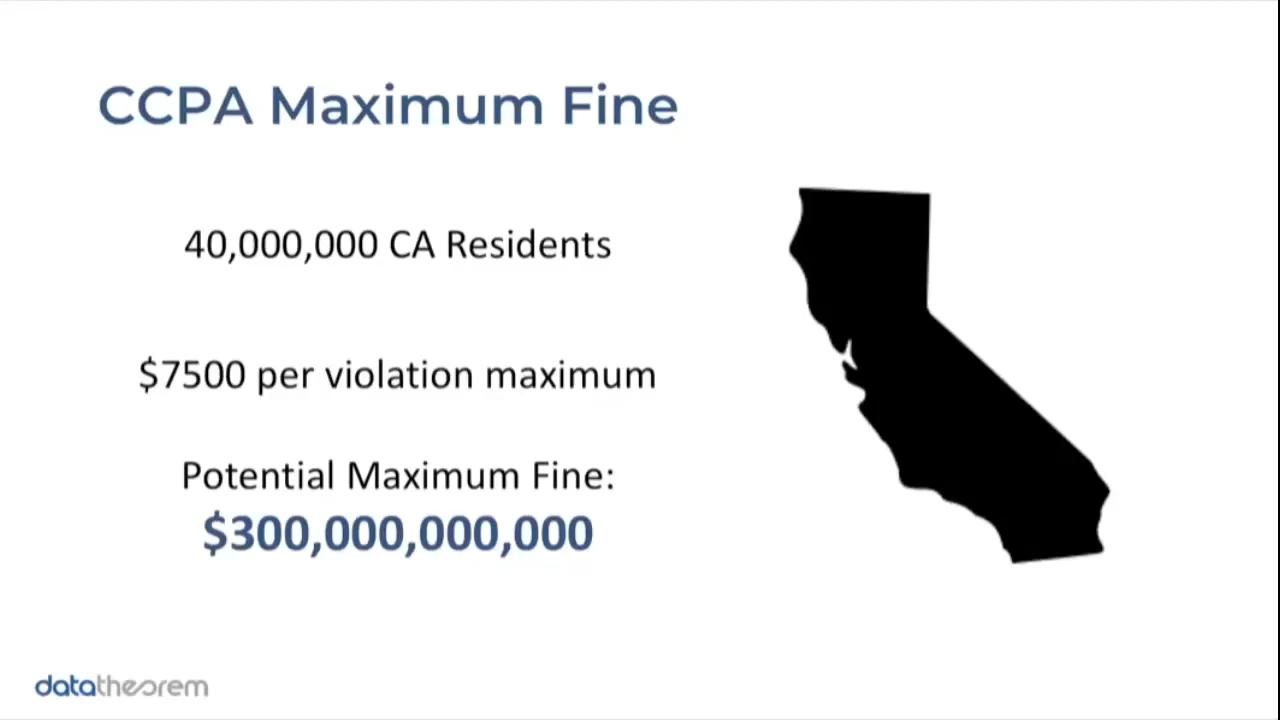 CCPA Maximum Fine
40,000,000 CA Residents
$7500 per violation maximum
Potential Maximum Fine:
$300,000,000,000
datatheorem